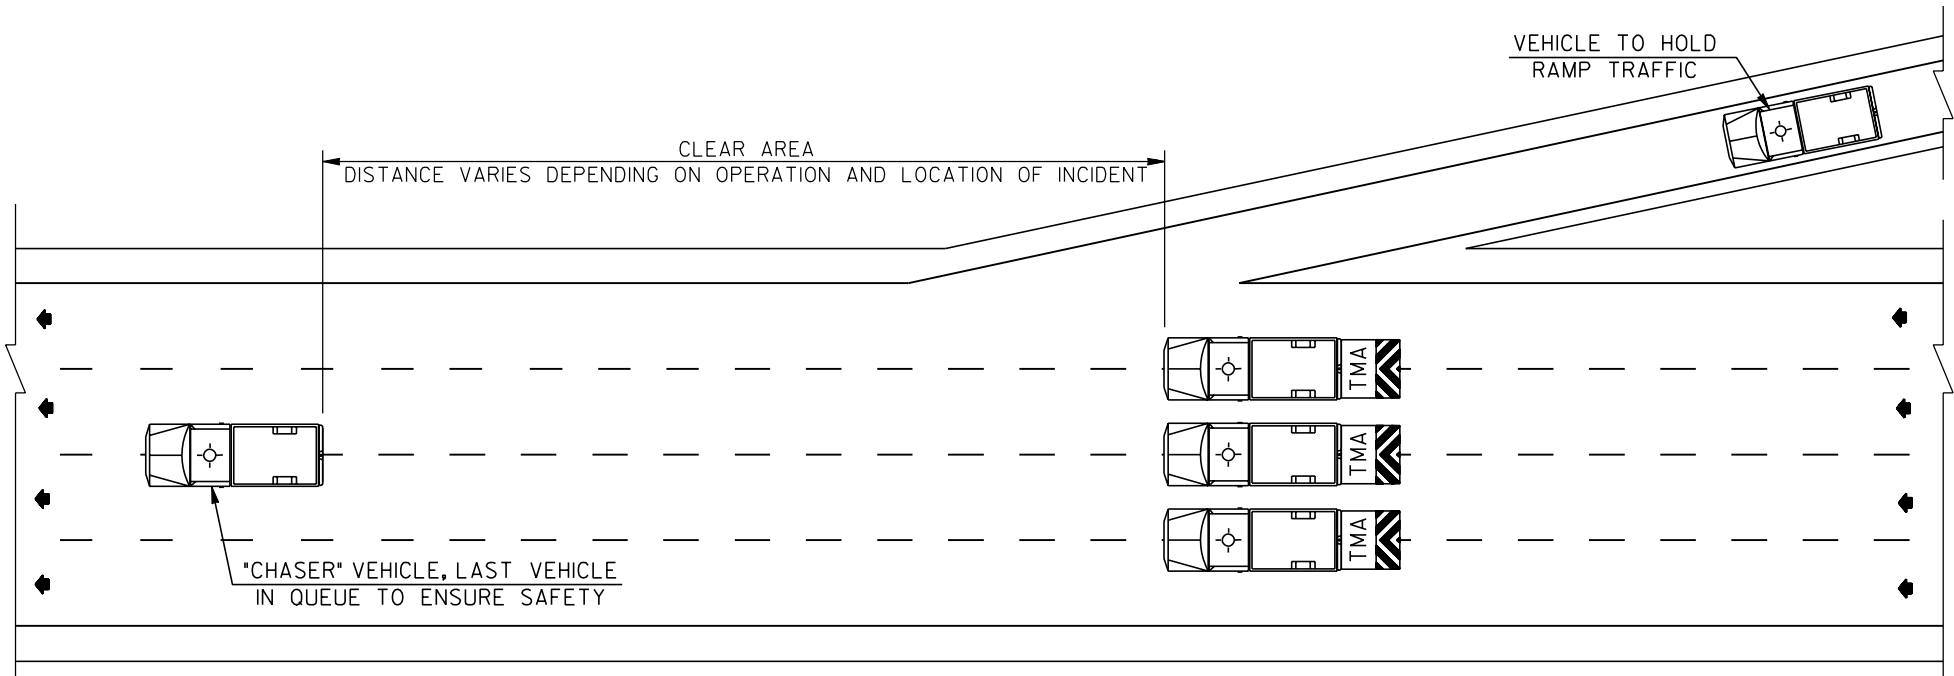 VEHICLE TO HOLD
RAMP TRAFFIC
CLEAR AREA
DISTANCE VARIES DEPENDING ON OPERATION AND LOCATION OF INCIDENT
TMA
TMA
TMA
"CHASER" VEHICLE, LAST VEHICLE
IN QUEUE TO ENSURE SAFETY